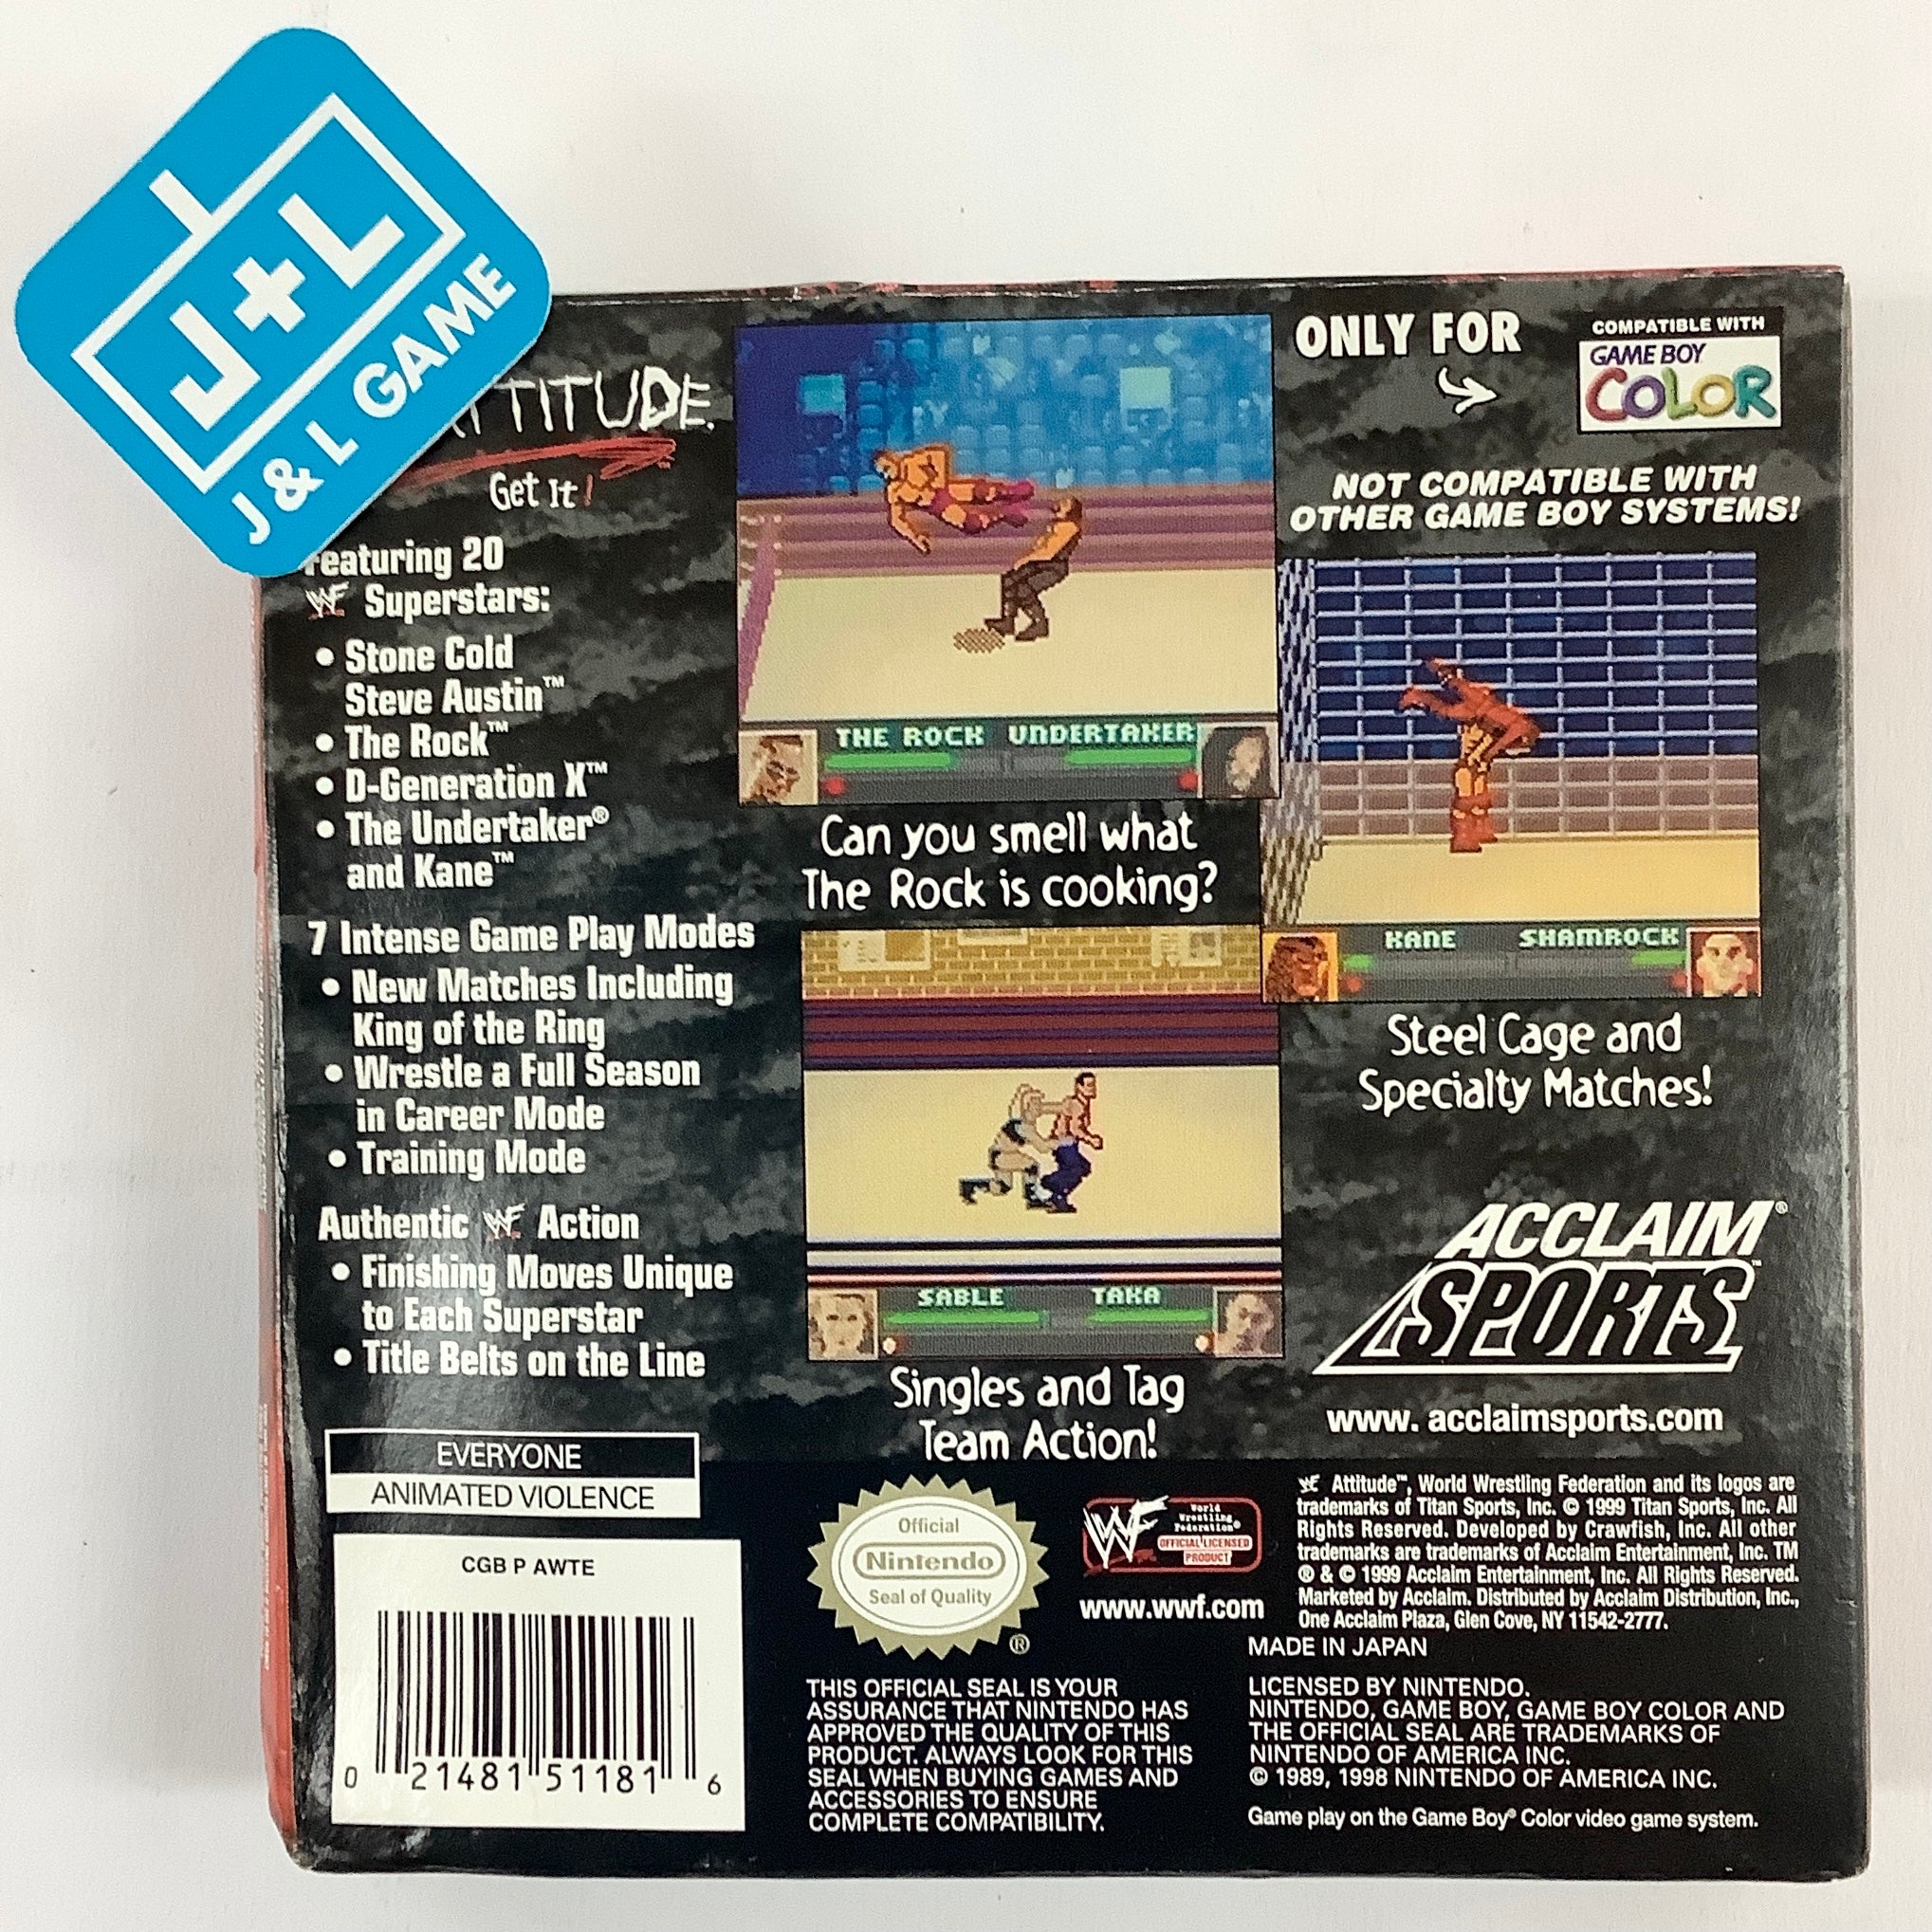 J+L
J & L GAME
ATTITUDE.
Get It!
Featuring 20
WF Superstars:
• Stone Cold
Steve Austin™
• The Rock™
• D-Generation X™
• The Undertaker®
and Kane™
7 Intense Game Play Modes
• New Matches Including
King of the Ring
• Wrestle a Full Season
in Career Mode
• Training Mode
Authentic WF Action
• Finishing Moves Unique
to Each Superstar
• Title Belts on the Line
EVERYONE
ANIMATED VIOLENCE
CGB P AWTE
0 21481 51181 6
THE ROCK UNDERTAKER
Can you smell what
The Rock is cooking?
SABLE TAKA
Singles and Tag
Team Action!
ONLY FOR
COMPATIBLE WITH
GAME BOY
COLOR
NOT COMPATIBLE WITH
OTHER GAME BOY SYSTEMS!
KANE SHAMROCK
Steel Cage and
Specialty Matches!
ACCLAIM®
SPORTS™
www. acclaimsports.com
Official
Nintendo
Seal of Quality
®
THIS OFFICIAL SEAL IS YOUR
ASSURANCE THAT NINTENDO HAS
APPROVED THE QUALITY OF THIS
PRODUCT. ALWAYS LOOK FOR THIS
SEAL WHEN BUYING GAMES AND
ACCESSORIES TO ENSURE
COMPLETE COMPATIBILITY.
WF
World
Wrestling
Federation®
OFFICIAL LICENSED
PRODUCT
www.wwf.com
WF Attitude™, World Wrestling Federation and its logos are
trademarks of Titan Sports, Inc. © 1999 Titan Sports, Inc. All
Rights Reserved. Developed by Crawfish, Inc. All other
trademarks are trademarks of Acclaim Entertainment, Inc. TM
® & © 1999 Acclaim Entertainment, Inc. All Rights Reserved.
Marketed by Acclaim. Distributed by Acclaim Distribution, Inc.,
One Acclaim Plaza, Glen Cove, NY 11542-2777.
MADE IN JAPAN
LICENSED BY NINTENDO.
NINTENDO, GAME BOY, GAME BOY COLOR AND
THE OFFICIAL SEAL ARE TRADEMARKS OF
NINTENDO OF AMERICA INC.
© 1989, 1998 NINTENDO OF AMERICA INC.
Game play on the Game Boy® Color video game system.